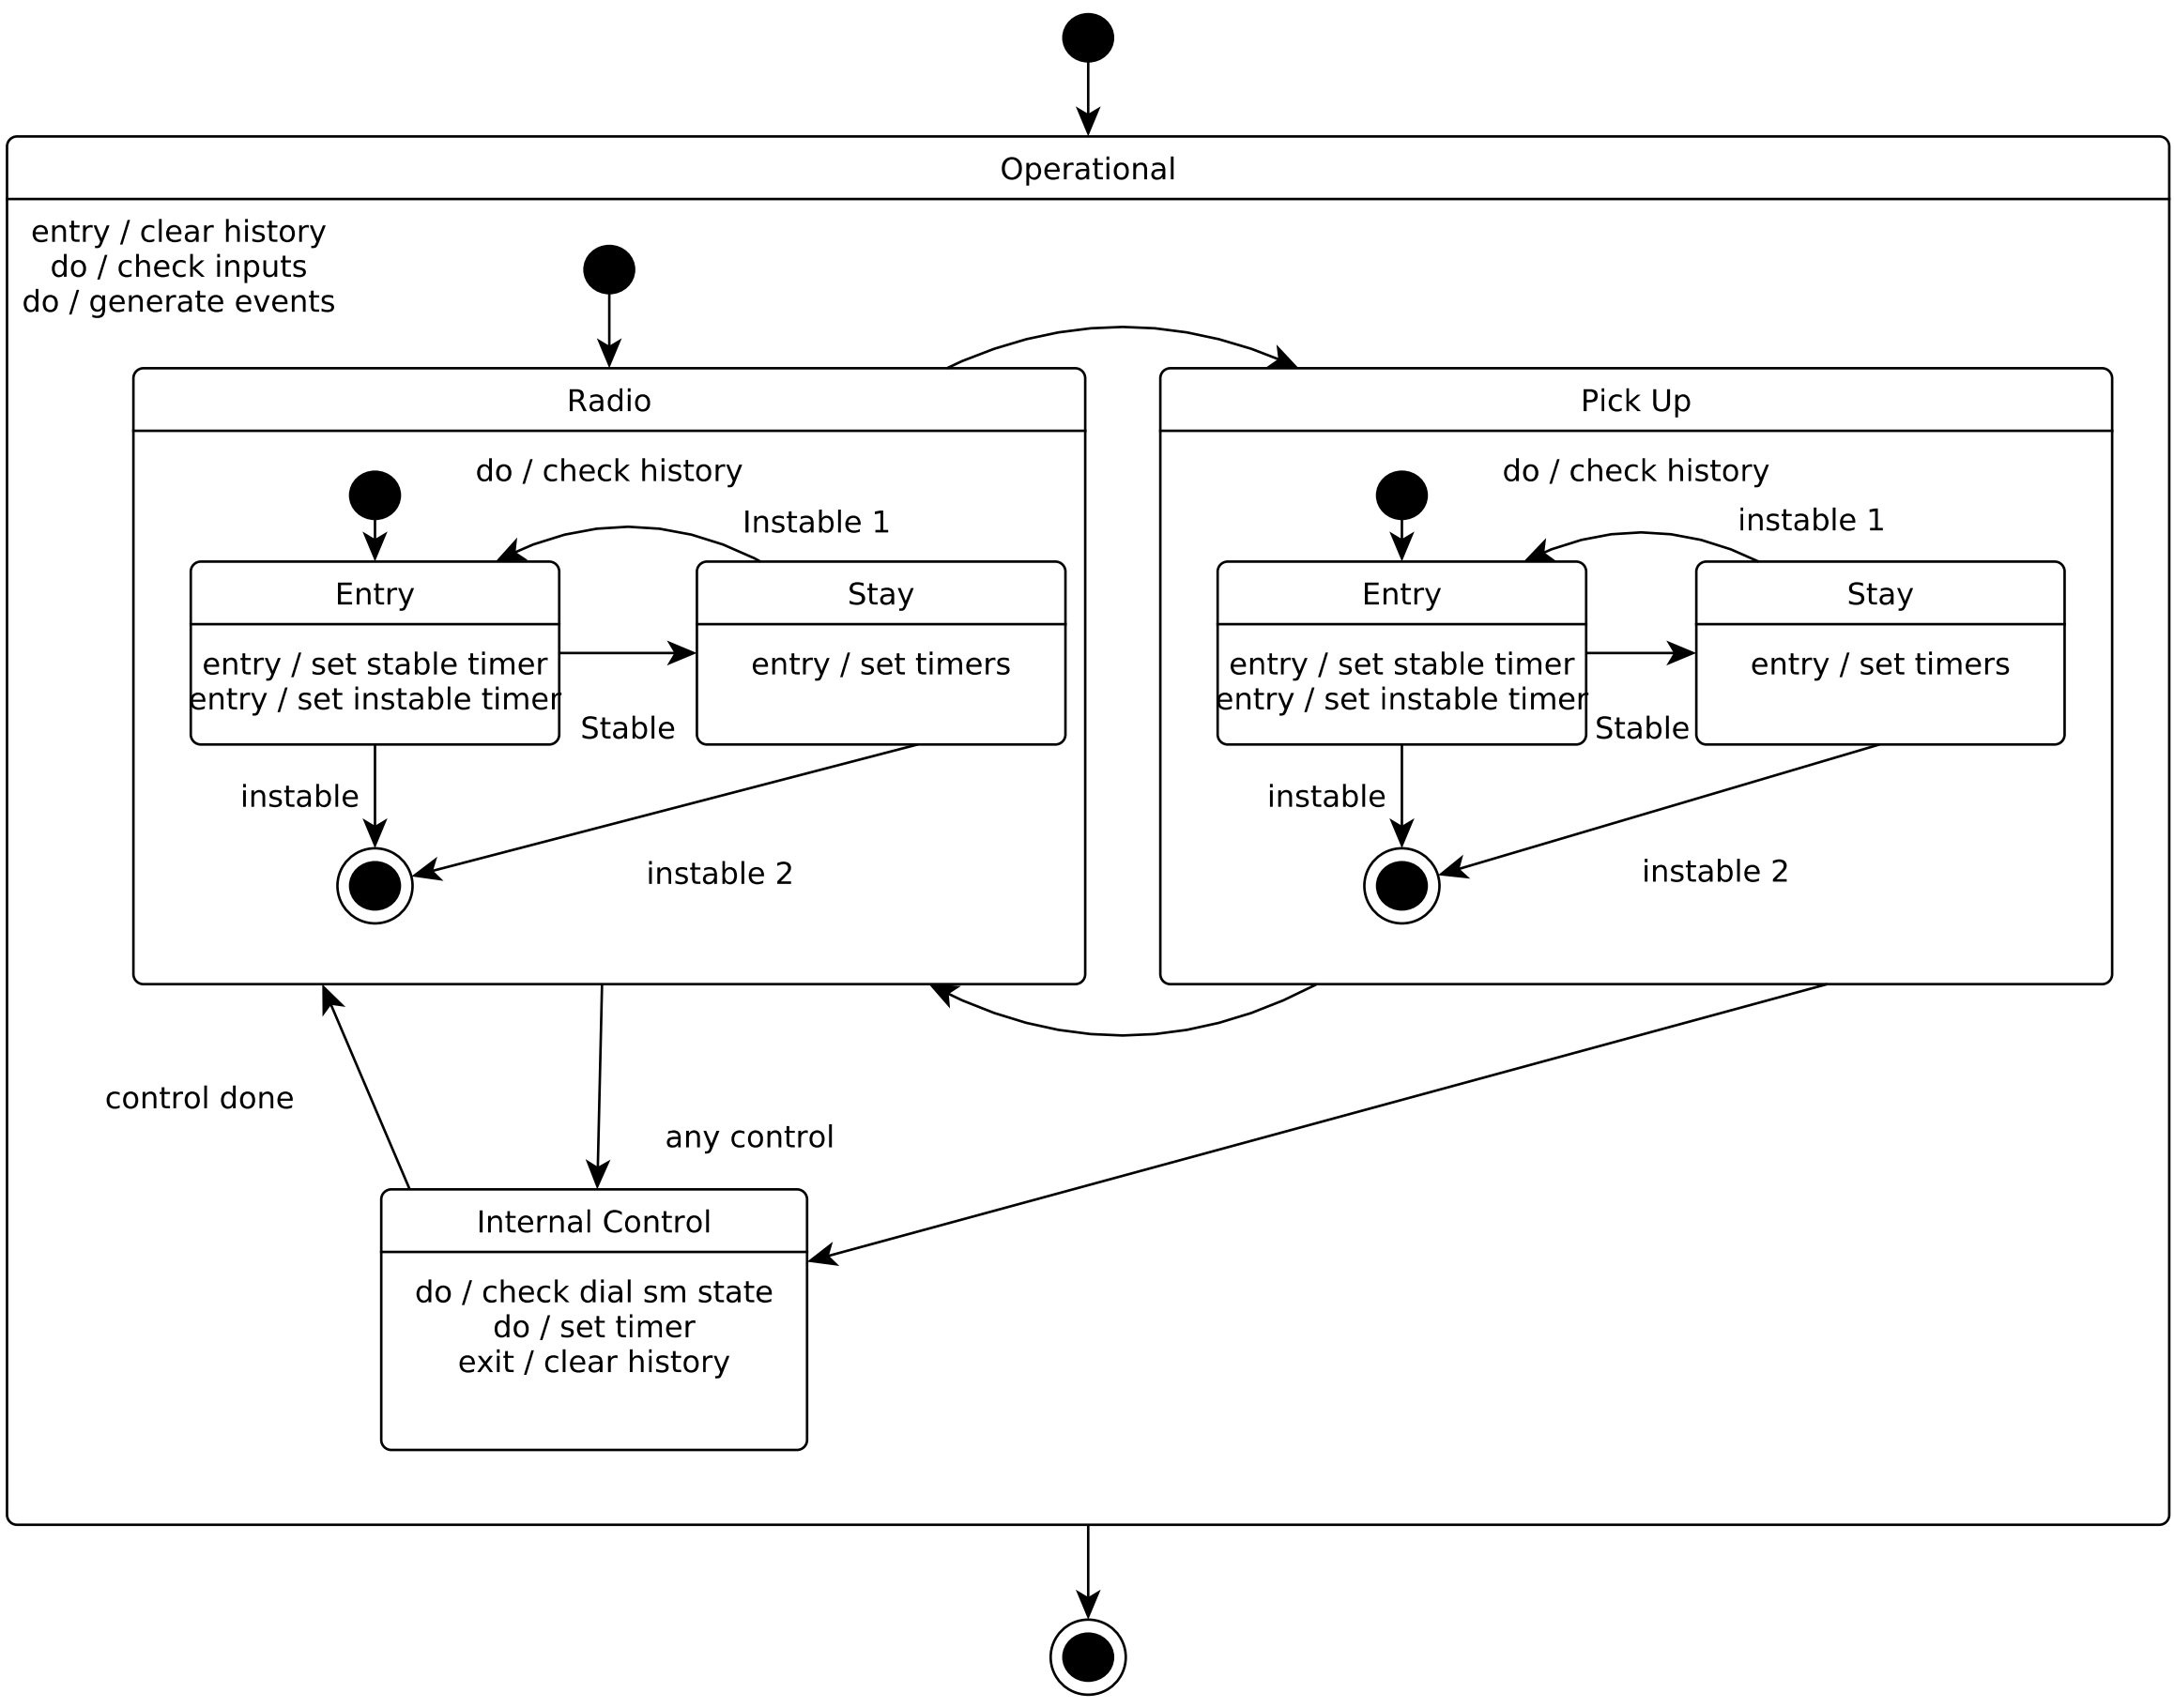 Operational
entry / clear history
do / check inputs
do / generate events
Radio
do / check history
Instable 1
Entry
entry / set stable timer
entry / set instable timer
Stay
entry / set timers
Stable
instable
instable 2
Pick Up
do / check history
instable 1
Entry
entry / set stable timer
entry / set instable timer
Stay
entry / set timers
Stable
instable
instable 2
control done
any control
Internal Control
do / check dial sm state
do / set timer
exit / clear history